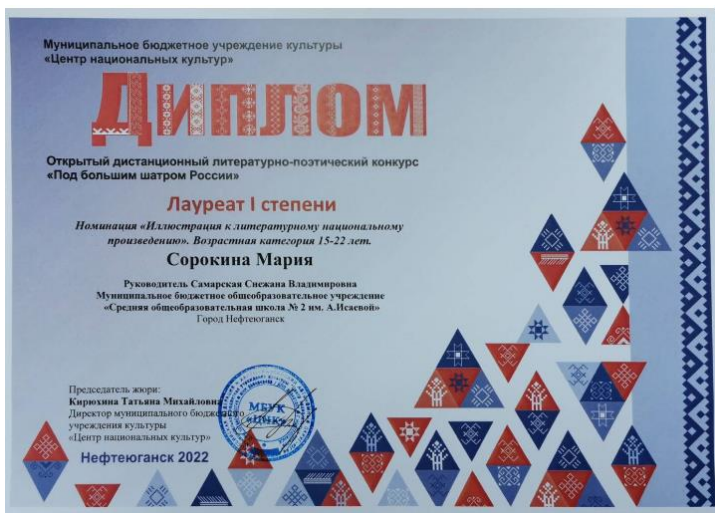 Муниципальное бюджетное учреждение культуры
«Центр национальных культур»
Диплом
Открытый дистанционный литературно-поэтический конкурс
«Под большим шатром России»
Лауреат I степени
Номинация «Иллюстрация к литературному национальному
произведению». Возрастная категория 15-22 лет.
Сорокина Мария
Руководитель Самарская Снежана Владимировна
Муниципальное бюджетное общеобразовательное учреждение
«Средняя общеобразовательная школа № 2 им. А.Исаевой»
Город Нефтеюганск
Председатель жюри:
Кирюхина Татьяна Михайловна
Директор муниципального бюджетного
учреждения культуры
«Центр национальных культур»
МБУК
«ЦНК»
Нефтеюганск 2022